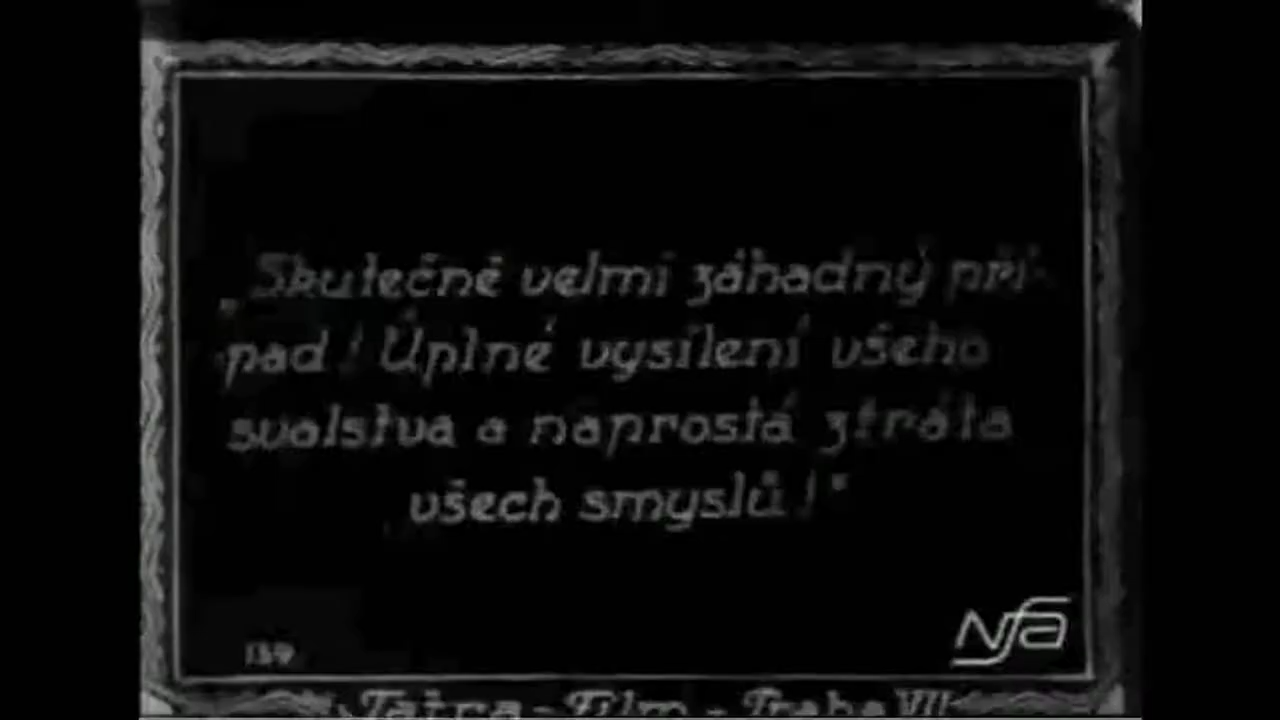 „Skutečně velmi záhadný pří-
pad! Úplné vysílení všeho
svalstva a naprostá ztráta
všech smyslů!"
139
nfa
Tatra-Film - Praha VII